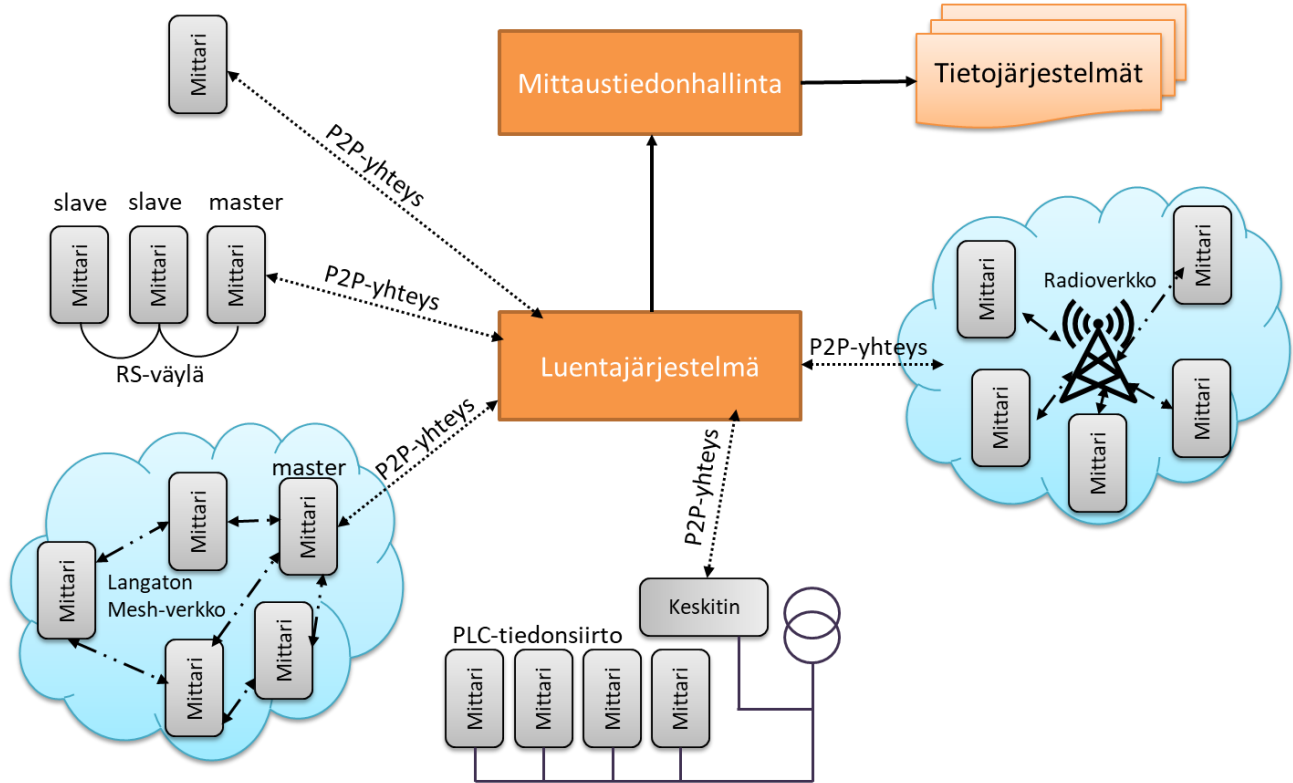 Mittari
Mittaustiedonhallinta
Tietojärjestelmät
P2P-yhteys
slave
slave
master
Mittari
Mittari
Mittari
RS-väylä
P2P-yhteys
Luentajärjestelmä
P2P-yhteys
Radioverkko
Mittari
Mittari
Mittari
Mittari
Mittari
P2P-yhteys
master
Mittari
Mittari
Mittari
Langaton
Mesh-verkko
Mittari
Mittari
P2P-yhteys
Keskitin
PLC-tiedonsiirto
Mittari
Mittari
Mittari
Mittari